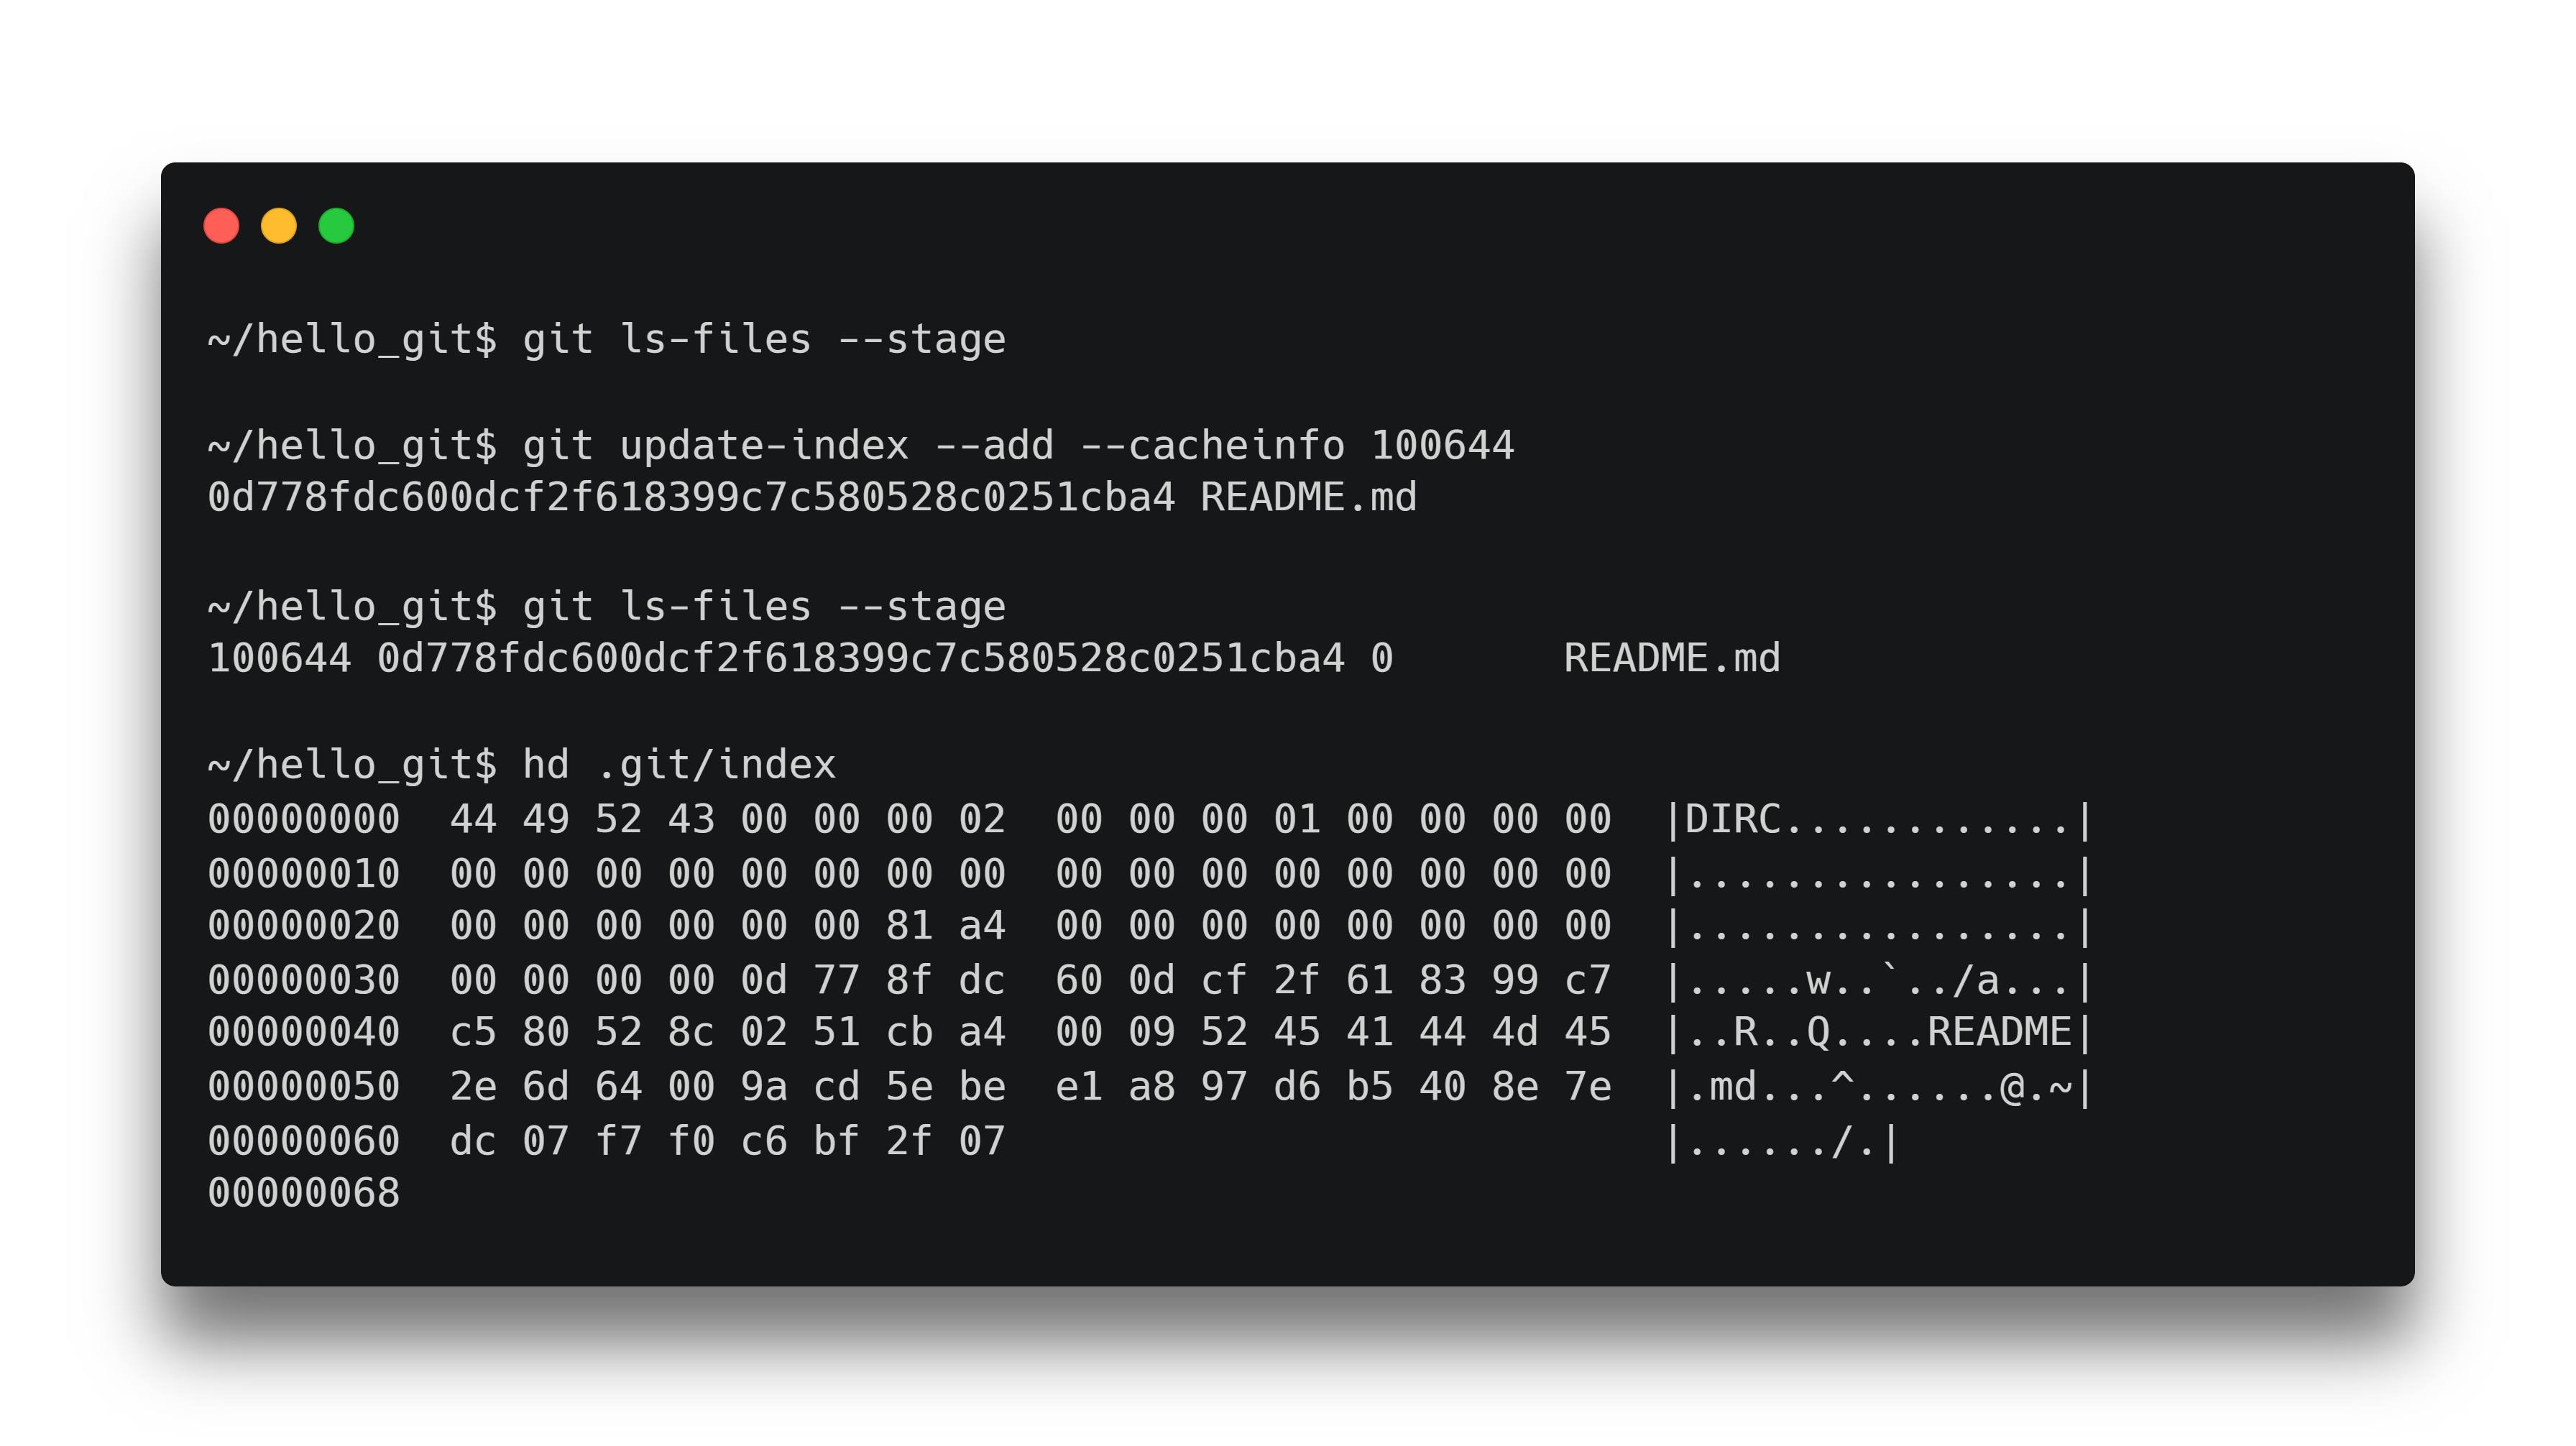 ~/hello_git$ git ls-files --stage
~/hello_git$ git update-index --add --cacheinfo 100644
0d778fdc600dcf2f618399c7c580528c0251cba4 README.md
~/hello_git$ git ls-files --stage
100644 0d778fdc600dcf2f618399c7c580528c0251cba4 0       README.md
~/hello_git$ hd .git/index
00000000  44 49 52 43 00 00 00 02  00 00 00 01 00 00 00 00  |DIRC............|
00000010  00 00 00 00 00 00 00 00  00 00 00 00 00 00 00 00  |................|
00000020  00 00 00 00 00 00 81 a4  00 00 00 00 00 00 00 00  |................|
00000030  00 00 00 00 0d 77 8f dc  60 0d cf 2f 61 83 99 c7  |.....w..`../a...|
00000040  c5 80 52 8c 02 51 cb a4  00 09 52 45 41 44 4d 45  |..R..Q....README|
00000050  2e 6d 64 00 9a cd 5e be  e1 a8 97 d6 b5 40 8e 7e  |.md...^......@.~|
00000060  dc 07 f7 f0 c6 bf 2f 07                           |....../.|
00000068